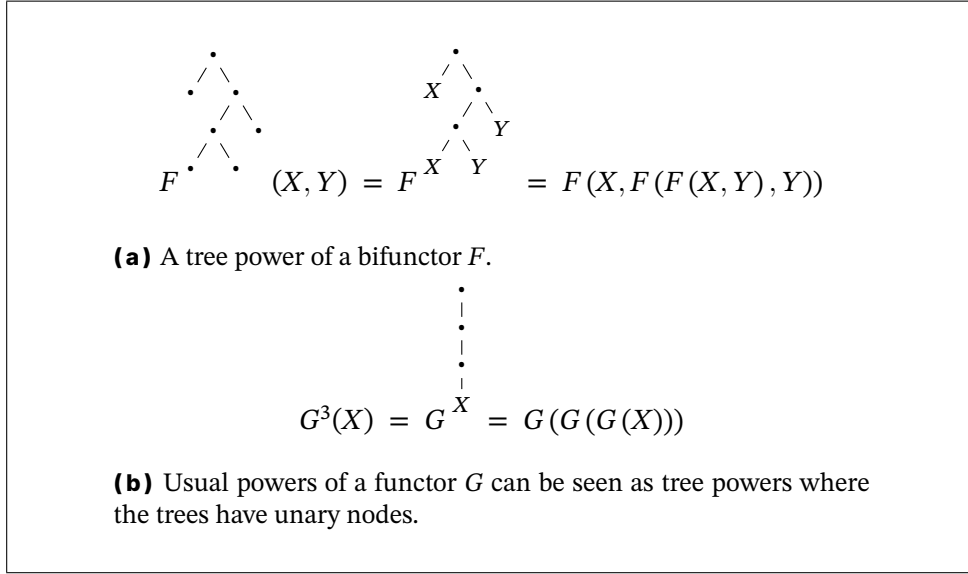 X
Y
X Y
F (X, Y) = F = F(X, F(F(X, Y), Y))
(a) A tree power of a bifunctor F.
G³(X) = G X = G(G(G(X)))
(b) Usual powers of a functor G can be seen as tree powers where
the trees have unary nodes.